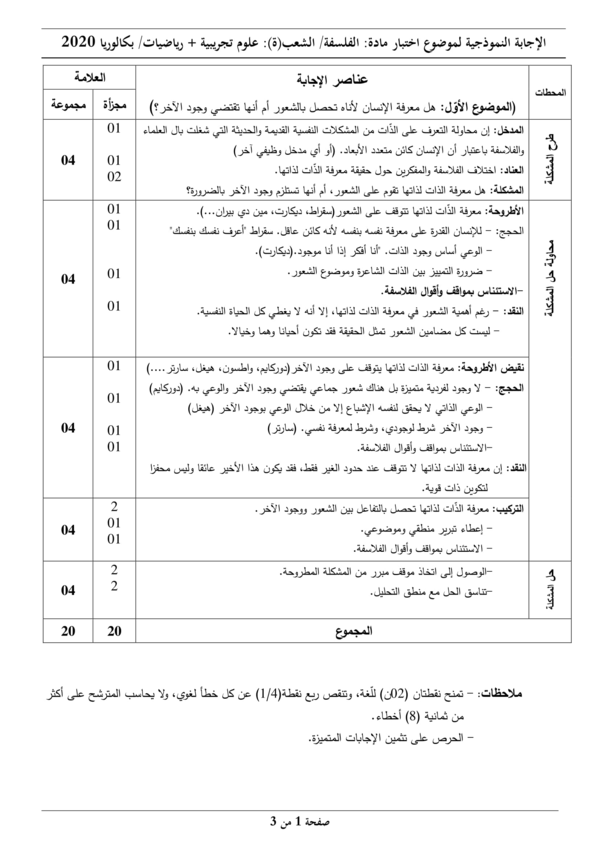 الإجابة النموذجية لموضوع اختبار مادة: الفلسفة/ الشعب(ة): علوم تجريبية + رياضيات/ بكالوريا 2020
المحطات
عناصر الإجابة
العلامة
(الموضوع الأوّل: هل معرفة الإنسان لأناه تحصل بالشعور أم أنها تقتضي وجود الآخر؟)
مجزأة
مجموعة
طرح المشكلة
المدخل: إن محاولة التعرف على الذّات من المشكلات النفسية القديمة والحديثة التي شغلت بال العلماء
01
والفلاسفة باعتبار أن الإنسان كائن متعدد الأبعاد. (أو أي مدخل وظيفي آخر)
العناد: اختلاف الفلاسفة والمفكرين حول حقيقة معرفة الذّات لذاتها.
01
المشكلة: هل معرفة الذات لذاتها تقوم على الشعور، أم أنها تستلزم وجود الآخر بالضرورة؟
02
04
محاولة حل المشكلة
الأطروحة: معرفة الذّات لذاتها تتوقف على الشعور(سقراط، ديكارت، مين دي بيران...).
01
الحجج: – للإنسان القدرة على معرفة نفسه بنفسه لأنه كائن عاقل. سقراط "أعرف نفسك بنفسك"
01
– الوعي أساس وجود الذات. "أنا أفكر إذا أنا موجود.(ديكارت).
– ضرورة التمييز بين الذات الشاعرة وموضوع الشعور.
01
–الاستئناس بمواقف وأقوال الفلاسفة.
النقد: – رغم أهمية الشعور في معرفة الذات لذاتها، إلا أنه لا يغطي كل الحياة النفسية.
01
– ليست كل مضامين الشعور تمثل الحقيقة فقد تكون أحيانا وهما وخيالا.
04
نقيض الأطروحة: معرفة الذات لذاتها يتوقف على وجود الآخر(دوركايم، واطسون، هيغل، سارتر ....)
01
الحجج: – لا وجود لفردية متميزة بل هناك شعور جماعي يقتضي وجود الآخر والوعي به. (دوركايم)
01
– الوعي الذاتي لا يحقق لنفسه الإشباع إلا من خلال الوعي بوجود الآخر (هيغل)
– وجود الآخر شرط لوجودي، وشرط لمعرفة نفسي. (سارتر)
01
–الاستئناس بمواقف وأقوال الفلاسفة.
01
النقد: إن معرفة الذات لذاتها لا تتوقف عند حدود الغير فقط، فقد يكون هذا الأخير عائقا وليس محفزا
لتكوين ذات قوية.
04
التركيب: معرفة الذّات لذاتها تحصل بالتفاعل بين الشعور ووجود الآخر.
2
– إعطاء تبرير منطقي وموضوعي.
01
– الاستئناس بمواقف وأقوال الفلاسفة.
01
04
حل المشكلة
–الوصول إلى اتخاذ موقف مبرر من المشكلة المطروحة.
2
–تناسق الحل مع منطق التحليل.
2
04
المجموع
20
20
ملاحظات: – تمنح نقطتان (02ن) للّغة، وتنقص ربع نقطة(1/4) عن كل خطأ لغوي، ولا يحاسب المترشح على أكثر
من ثمانية (8) أخطاء.
– الحرص على تثمين الإجابات المتميزة.
صفحة 1 من 3